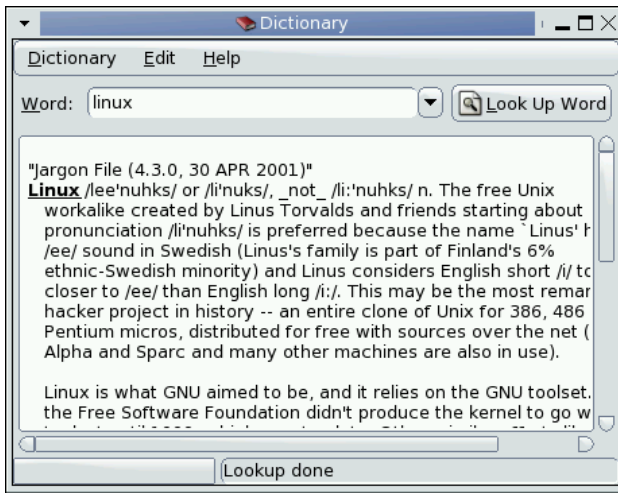 Dictionary
Dictionary Edit Help
Word: linux Look Up Word
"Jargon File (4.3.0, 30 APR 2001)"
Linux /lee'nuhks/ or /li'nuks/, _not_ /li:'nuhks/ n. The free Unix
workalike created by Linus Torvalds and friends starting about
pronunciation /li'nuhks/ is preferred because the name `Linus' h
/ee/ sound in Swedish (Linus's family is part of Finland's 6%
ethnic-Swedish minority) and Linus considers English short /i/ to
closer to /ee/ than English long /i:/. This may be the most remar
hacker project in history -- an entire clone of Unix for 386, 486
Pentium micros, distributed for free with sources over the net (
Alpha and Sparc and many other machines are also in use).
Linux is what GNU aimed to be, and it relies on the GNU toolset.
the Free Software Foundation didn't produce the kernel to go w
Lookup done